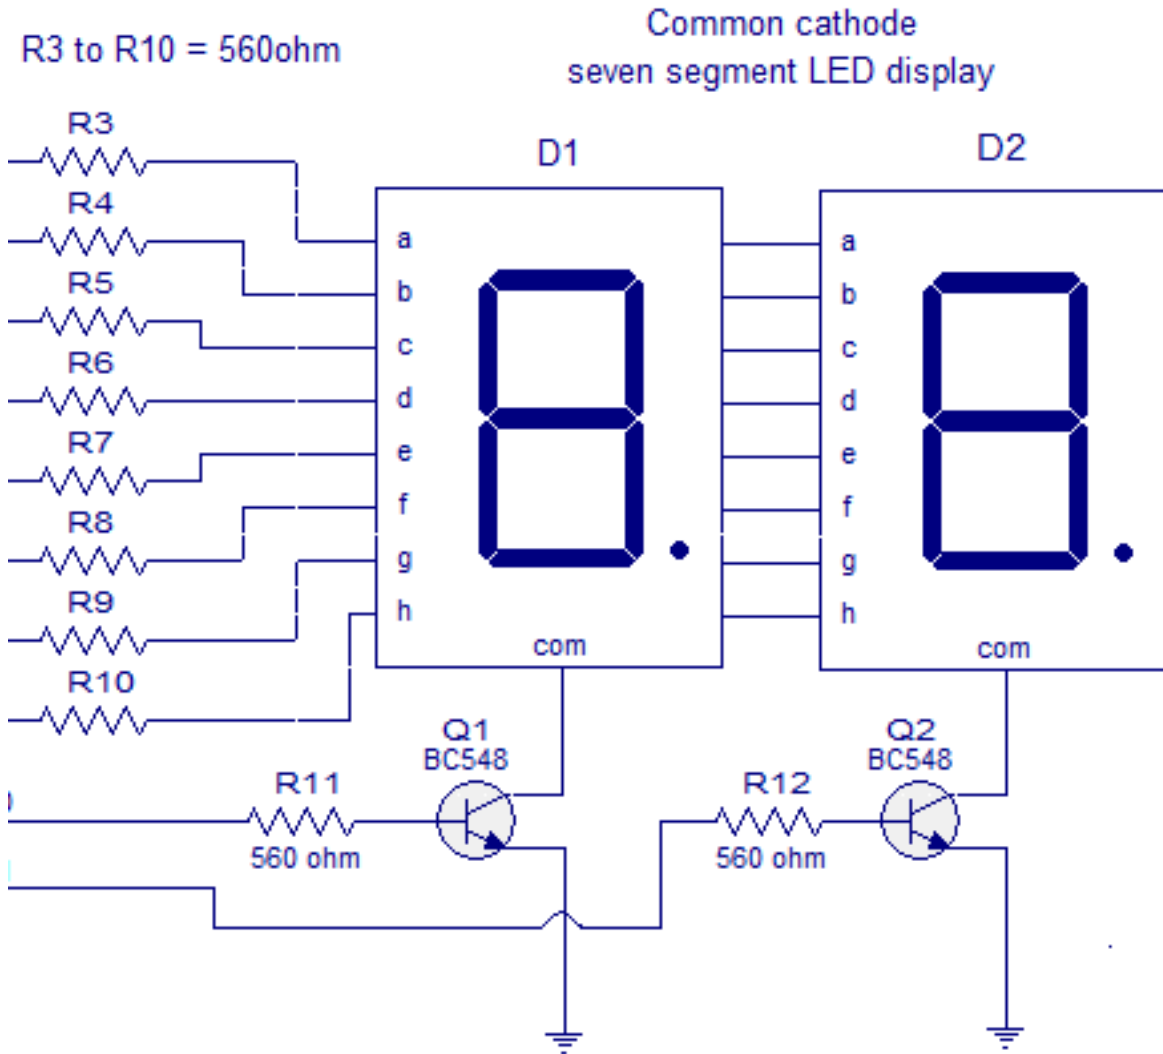 Common cathode
seven segment LED display
R3 to R10 = 560ohm
R3
R4
R5
R6
R7
R8
R9
R10
D1
a
b
c
d
e
f
g
h
com
D2
a
b
c
d
e
f
g
h
com
Q1
BC548
R11
560 ohm
Q2
BC548
R12
560 ohm